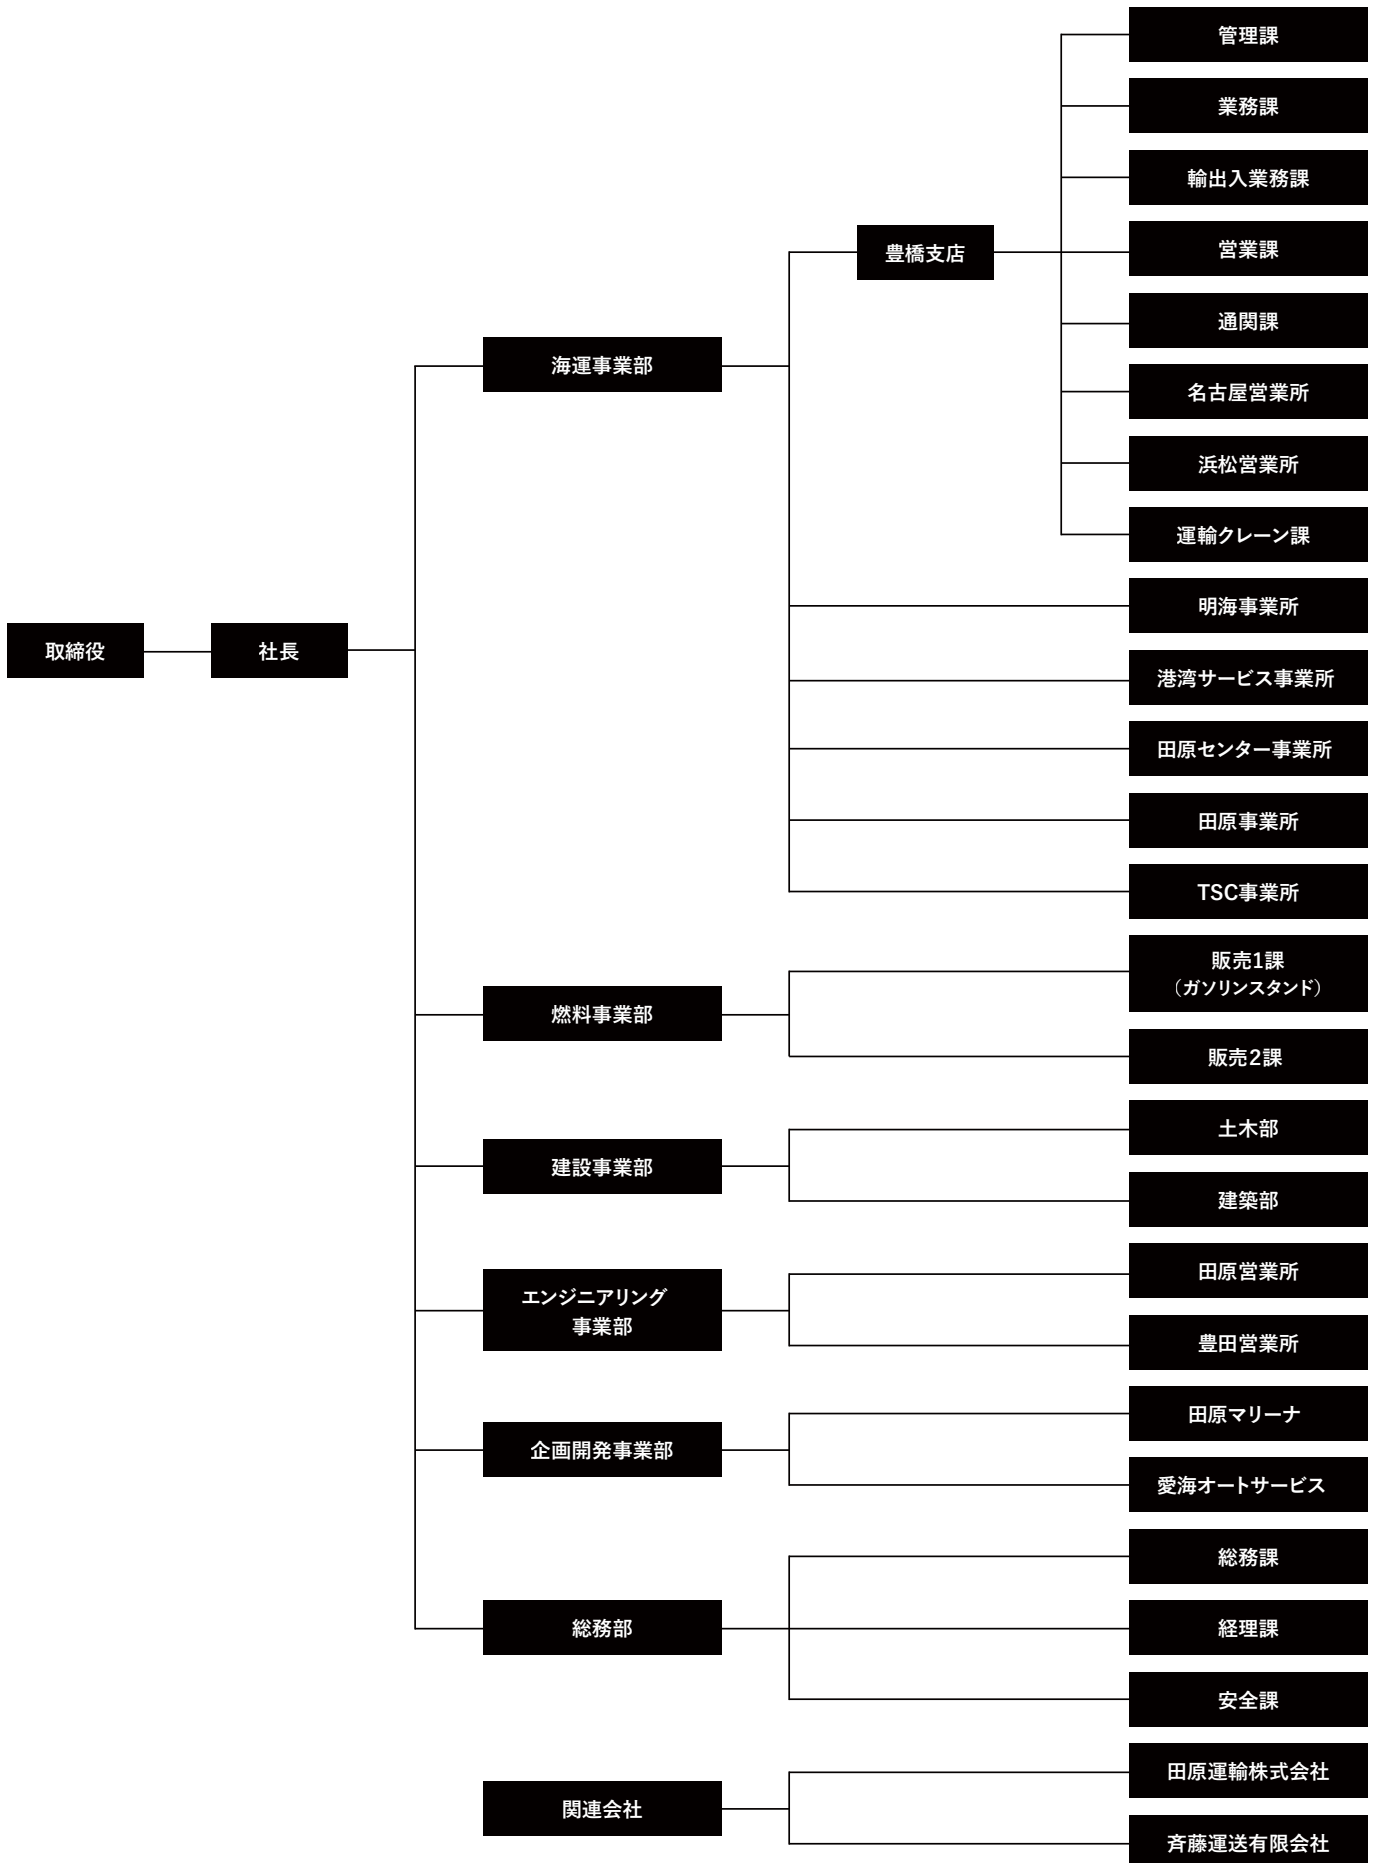 取締役
社長
海運事業部
豊橋支店
管理課
業務課
輸出入業務課
営業課
通関課
名古屋営業所
浜松営業所
運輸クレーン課
明海事業所
港湾サービス事業所
田原センター事業所
田原事業所
TSC事業所
燃料事業部
販売1課
（ガソリンスタンド）
販売2課
建設事業部
土木部
建築部
エンジニアリング
事業部
田原営業所
豊田営業所
企画開発事業部
田原マリーナ
愛海オートサービス
総務部
総務課
経理課
安全課
関連会社
田原運輸株式会社
斉藤運送有限会社